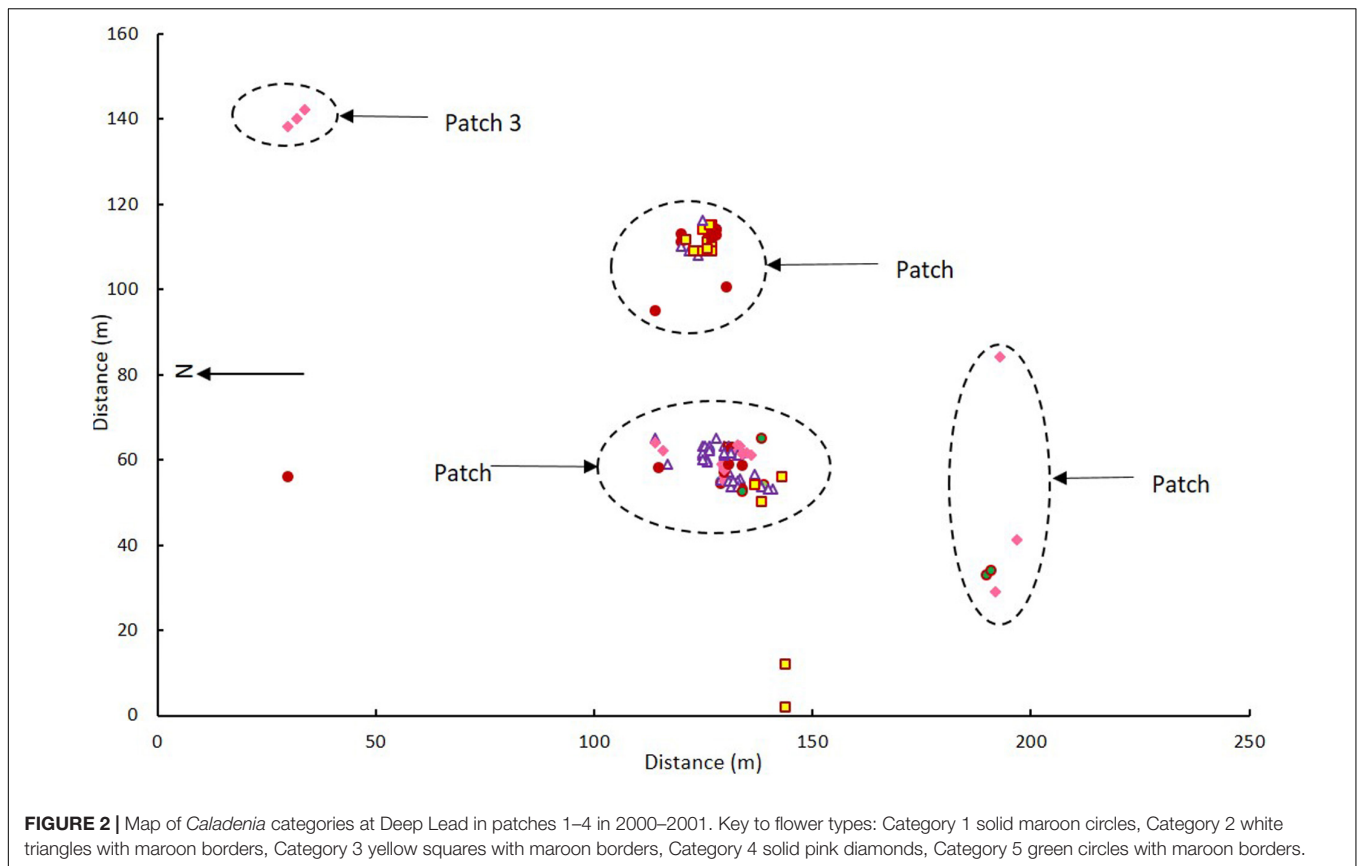 160
140
120
100
80
60
40
20
0
Distance (m)
Patch 3
Patch
N
Patch
Patch
0 50 100 150 200 250
Distance (m)
FIGURE 2 | Map of Caladenia categories at Deep Lead in patches 1–4 in 2000–2001. Key to flower types: Category 1 solid maroon circles, Category 2 white
triangles with maroon borders, Category 3 yellow squares with maroon borders, Category 4 solid pink diamonds, Category 5 green circles with maroon borders.